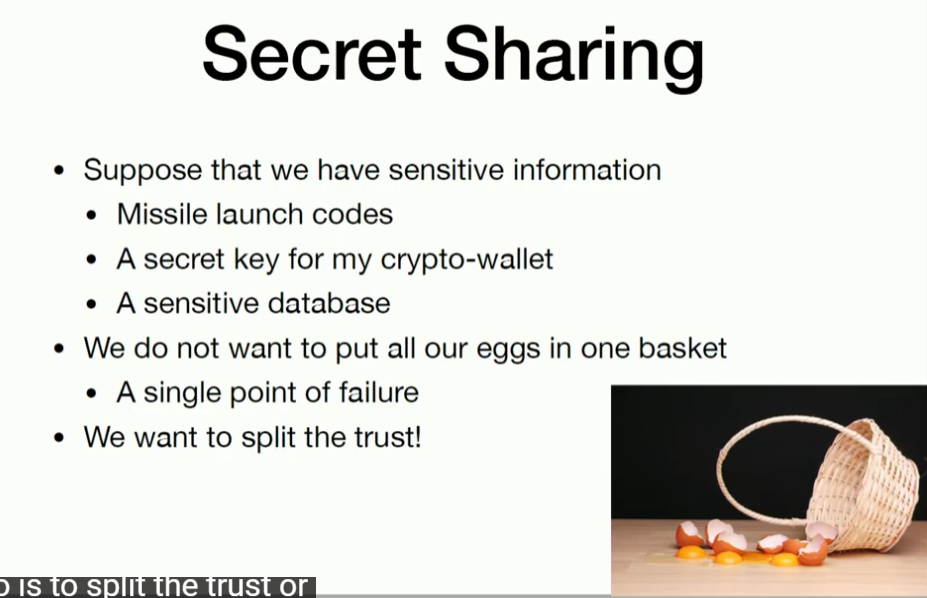 Secret Sharing
• Suppose that we have sensitive information
• Missile launch codes
• A secret key for my crypto-wallet
• A sensitive database
• We do not want to put all our eggs in one basket
• A single point of failure
• We want to split the trust!
is to split the trust or